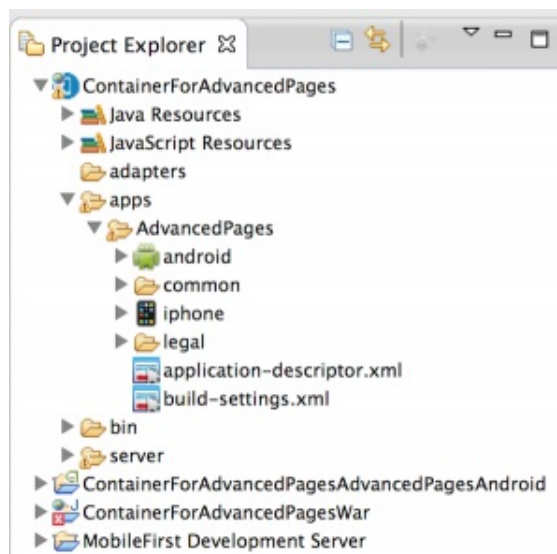 Project Explorer
ContainerForAdvancedPages
Java Resources
JavaScript Resources
adapters
apps
AdvancedPages
android
common
iphone
legal
application-descriptor.xml
build-settings.xml
bin
server
ContainerForAdvancedPagesAdvancedPagesAndroid
ContainerForAdvancedPagesWar
MobileFirst Development Server